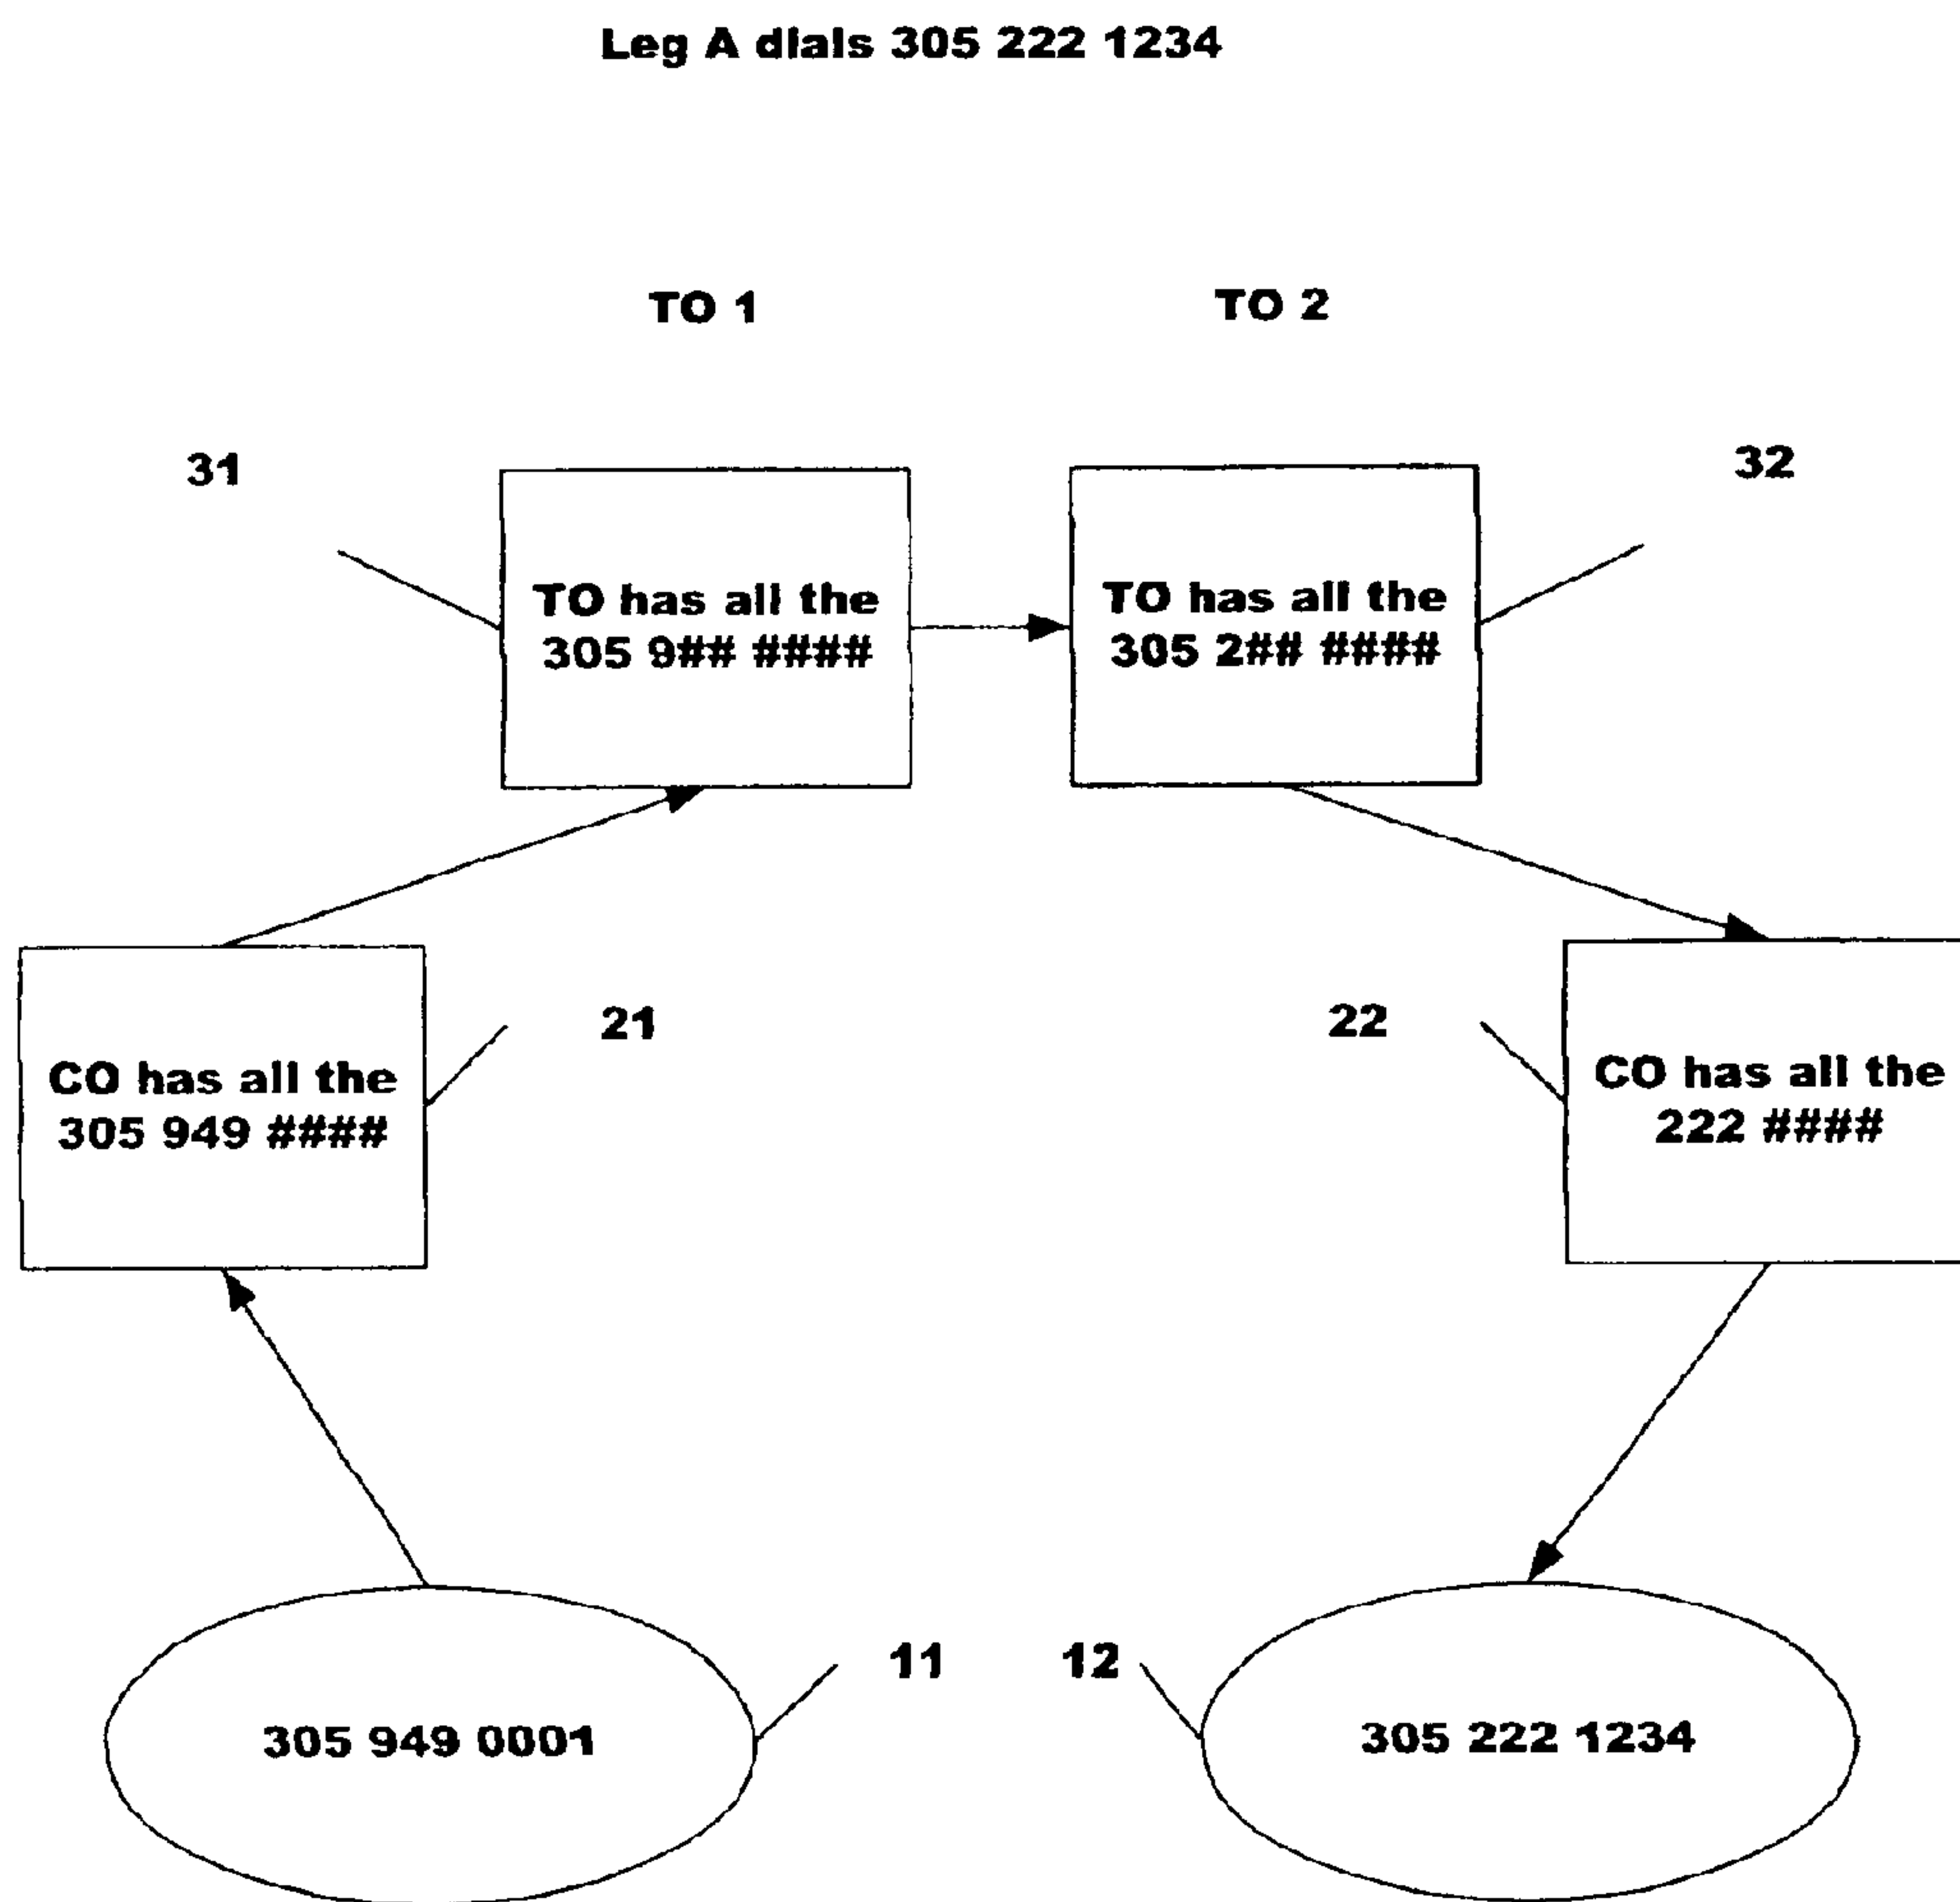 Leg A dials 305 222 1234
TO 1
TO 2
31
32
TO has all the
305 9## ####
TO has all the
305 2## ####
21
22
CO has all the
305 949 ####
CO has all the
222 ####
11
12
305 949 0001
305 222 1234